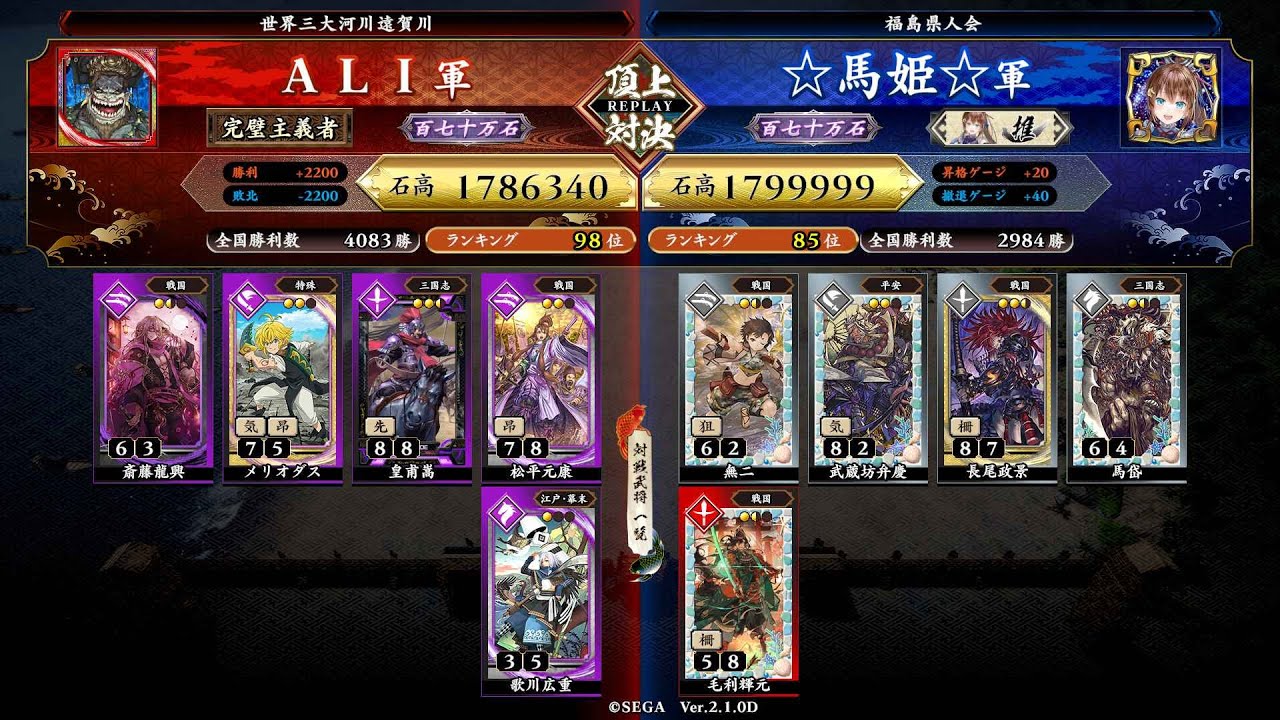 世界三大河川遠賀川
福島県人会
ALI軍
☆馬姫☆軍
頂上
REPLAY
対決
完璧主義者
百七十万石
百七十万石
推
勝利 +2200
敗北 -2200
石高 1786340
石高 1799999
昇格ゲージ +20
撤退ゲージ +40
全国勝利数 4083勝
ランキング 98位
ランキング 85位
全国勝利数 2984勝
戦国
特殊
三国志
戦国
戦国
平安
戦国
三国志
気 昂
先
昂
狙
気
柵
6 3
7 5
8 8
7 8
6 2
8 2
8 7
6 4
斎藤龍興
メリオダス
皇甫嵩
松平元康
無二
武蔵坊弁慶
長尾政景
馬岱
対戦武将一覧
江戸・幕末
戦国
柵
3 5
5 8
歌川広重
毛利輝元
©SEGA Ver.2.1.0D